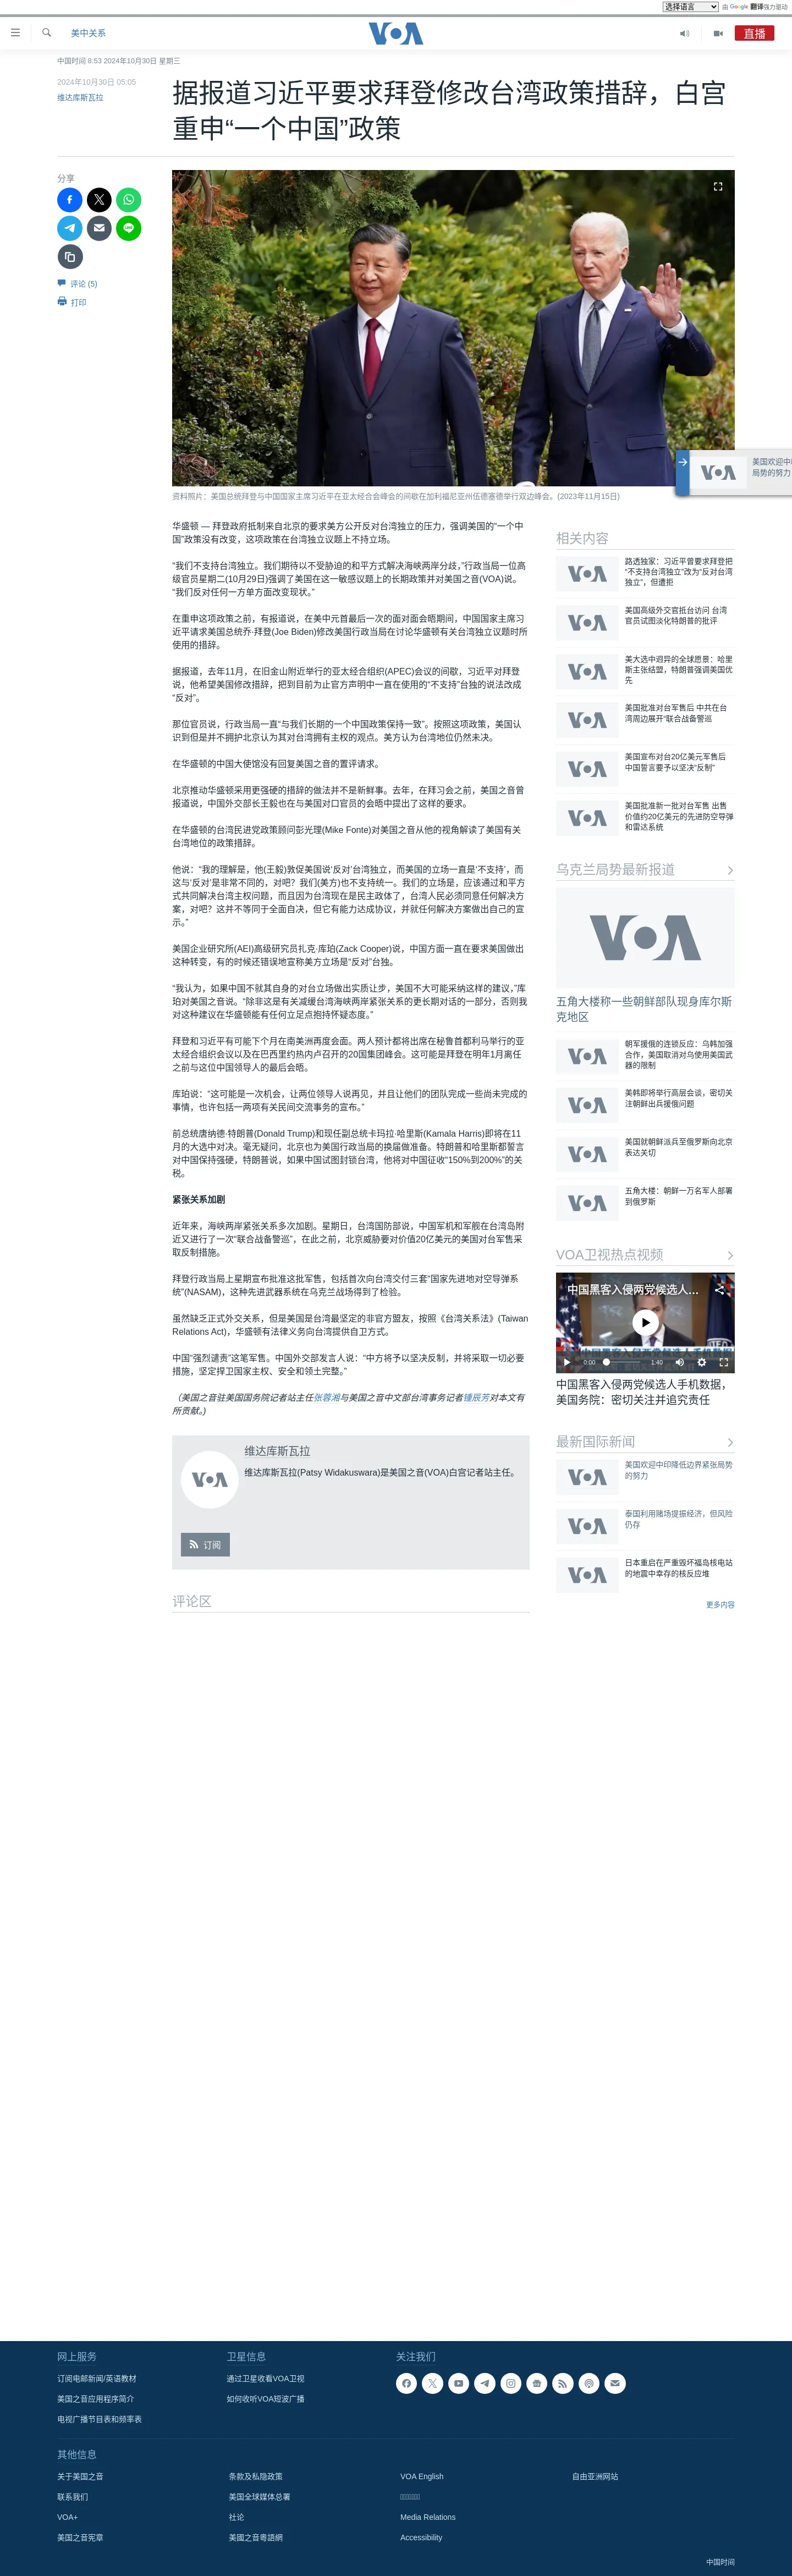 选择语言 由 Google 翻译强力驱动
美中关系
VOA
直播
中国时间 8:53 2024年10月30日 星期三
2024年10月30日 05:05
维达库斯瓦拉
据报道习近平要求拜登修改台湾政策措辞，白宫
重申“一个中国”政策
分享
评论 (5)
打印
美国欢迎中印
局势的努力
资料照片：美国总统拜登与中国国家主席习近平在亚太经合会峰会的间歇在加利福尼亚州伍德塞德举行双边峰会。(2023年11月15日)
华盛顿 — 拜登政府抵制来自北京的要求美方公开反对台湾独立的压力，强调美国的“一个中
国”政策没有改变，这项政策在台湾独立议题上不持立场。
“我们不支持台湾独立。我们期待以不受胁迫的和平方式解决海峡两岸分歧，”行政当局一位高
级官员星期二(10月29日)强调了美国在这一敏感议题上的长期政策并对美国之音(VOA)说。
“我们反对任何一方单方面改变现状。”
在重申这项政策之前，有报道说，在美中元首最后一次的面对面会晤期间，中国国家主席习
近平请求美国总统乔·拜登(Joe Biden)修改美国行政当局在讨论华盛顿有关台湾独立议题时所
使用的措辞。
据报道，去年11月，在旧金山附近举行的亚太经合组织(APEC)会议的间歇，习近平对拜登
说，他希望美国修改措辞，把到目前为止官方声明中一直在使用的“不支持”台独的说法改成
“反对”。
那位官员说，行政当局一直“与我们长期的一个中国政策保持一致”。按照这项政策，美国认
识到但是并不拥护北京认为其对台湾拥有主权的观点。美方认为台湾地位仍然未决。
在华盛顿的中国大使馆没有回复美国之音的置评请求。
北京推动华盛顿采用更强硬的措辞的做法并不是新鲜事。去年，在拜习会之前，美国之音曾
报道说，中国外交部长王毅也在与美国对口官员的会晤中提出了这样的要求。
在华盛顿的台湾民进党政策顾问彭光理(Mike Fonte)对美国之音从他的视角解读了美国有关
台湾地位的政策措辞。
他说：“我的理解是，他(王毅)敦促美国说‘反对’台湾独立，而美国的立场一直是‘不支持’，而
这与‘反对’是非常不同的，对吧？我们(美方)也不支持统一。我们的立场是，应该通过和平方
式共同解决台湾主权问题，而且因为台湾现在是民主政体了，台湾人民必须同意任何解决方
案，对吧？这并不等同于全面自决，但它有能力达成协议，并就任何解决方案做出自己的宣
示。”
美国企业研究所(AEI)高级研究员扎克·库珀(Zack Cooper)说，中国方面一直在要求美国做出
这种转变，有的时候还错误地宣称美方立场是“反对”台独。
“我认为，如果中国不就其自身的对台立场做出实质让步，美国不大可能采纳这样的建议，”库
珀对美国之音说。“除非这是有关减缓台湾海峡两岸紧张关系的更长期对话的一部分，否则我
对这种建议在华盛顿能有任何立足点抱持怀疑态度。”
拜登和习近平有可能下个月在南美洲再度会面。两人预计都将出席在秘鲁首都利马举行的亚
太经合组织会议以及在巴西里约热内卢召开的20国集团峰会。这可能是拜登在明年1月离任
之前与这位中国领导人的最后会晤。
库珀说：“这可能是一次机会，让两位领导人说再见，并且让他们的团队完成一些尚未完成的
事情，也许包括一两项有关民间交流事务的宣布。”
前总统唐纳德·特朗普(Donald Trump)和现任副总统卡玛拉·哈里斯(Kamala Harris)即将在11
月的大选中对决。毫无疑问，北京也为美国行政当局的换届做准备。特朗普和哈里斯都誓言
对中国保持强硬，特朗普说，如果中国试图封锁台湾，他将对中国征收“150%到200%”的关
税。
紧张关系加剧
近年来，海峡两岸紧张关系多次加剧。星期日，台湾国防部说，中国军机和军舰在台湾岛附
近又进行了一次“联合战备警巡”，在此之前，北京威胁要对价值20亿美元的美国对台军售采
取反制措施。
拜登行政当局上星期宣布批准这批军售，包括首次向台湾交付三套“国家先进地对空导弹系
统”(NASAM)，这种先进武器系统在乌克兰战场得到了检验。
虽然缺乏正式外交关系，但是美国是台湾最坚定的非官方盟友，按照《台湾关系法》(Taiwan
Relations Act)，华盛顿有法律义务向台湾提供自卫方式。
中国“强烈谴责”这笔军售。中国外交部发言人说：“中方将予以坚决反制，并将采取一切必要
措施，坚定捍卫国家主权、安全和领土完整。”
（美国之音驻美国国务院记者站主任张蓉湘与美国之音中文部台湾事务记者锺辰芳对本文有
所贡献。)
VOA
维达库斯瓦拉
维达库斯瓦拉(Patsy Widakuswara)是美国之音(VOA)白宫记者站主任。
订阅
评论区
相关内容
路透独家：习近平曾要求拜登把
“不支持台湾独立”改为“反对台湾
独立”，但遭拒
美国高级外交官抵台访问 台湾
官员试图淡化特朗普的批评
美大选中迥异的全球愿景：哈里
斯主张结盟，特朗普强调美国优
先
美国批准对台军售后 中共在台
湾周边展开“联合战备警巡
美国宣布对台20亿美元军售后
中国誓言要予以坚决“反制”
美国批准新一批对台军售 出售
价值约20亿美元的先进防空导弹
和雷达系统
乌克兰局势最新报道
VOA
五角大楼称一些朝鲜部队现身库尔斯
克地区
朝军援俄的连锁反应：乌韩加强
合作，美国取消对乌使用美国武
器的限制
美韩即将举行高层会谈，密切关
注朝鲜出兵援俄问题
美国就朝鲜派兵至俄罗斯向北京
表达关切
五角大楼：朝鲜一万名军人部署
到俄罗斯
VOA卫视热点视频
中国黑客入侵两党候选人...
0:00 1:40
中国黑客入侵两党候选人手机数据，
美国务院：密切关注并追究责任
最新国际新闻
美国欢迎中印降低边界紧张局势
的努力
泰国利用赌场提振经济，但风险
仍存
日本重启在严重毁坏福岛核电站
的地震中幸存的核反应堆
更多内容
网上服务
订阅电邮新闻/英语教材
美国之音应用程序简介
电视广播节目表和频率表
卫星信息
通过卫星收看VOA卫视
如何收听VOA短波广播
关注我们
其他信息
关于美国之音
联系我们
VOA+
美国之音宪章
条款及私隐政策
美国全球媒体总署
社论
美國之音粵語網
VOA English
Media Relations
Accessibility
自由亚洲网站
中国时间